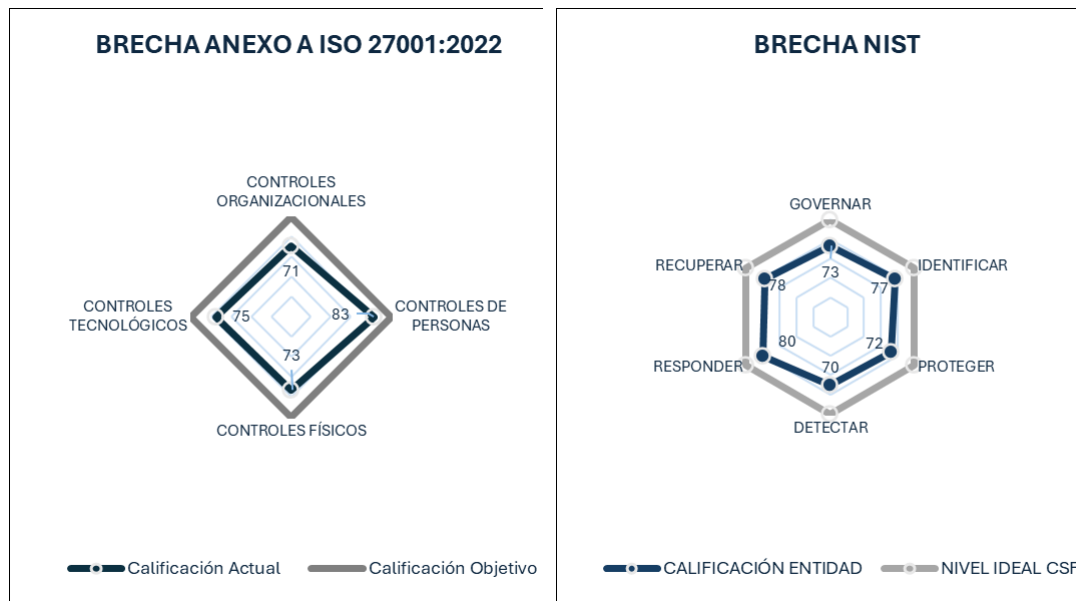 BRECHA ANEXO A ISO 27001:2022
CONTROLES
ORGANIZACIONALES
71
CONTROLES
TECNOLÓGICOS
75
83
CONTROLES DE
PERSONAS
73
CONTROLES FÍSICOS
Calificación Actual
Calificación Objetivo
BRECHA NIST
GOVERNAR
73
RECUPERAR
78
77
IDENTIFICAR
RESPONDER
80
72
PROTEGER
70
DETECTAR
CALIFICACIÓN ENTIDAD
NIVEL IDEAL CSF